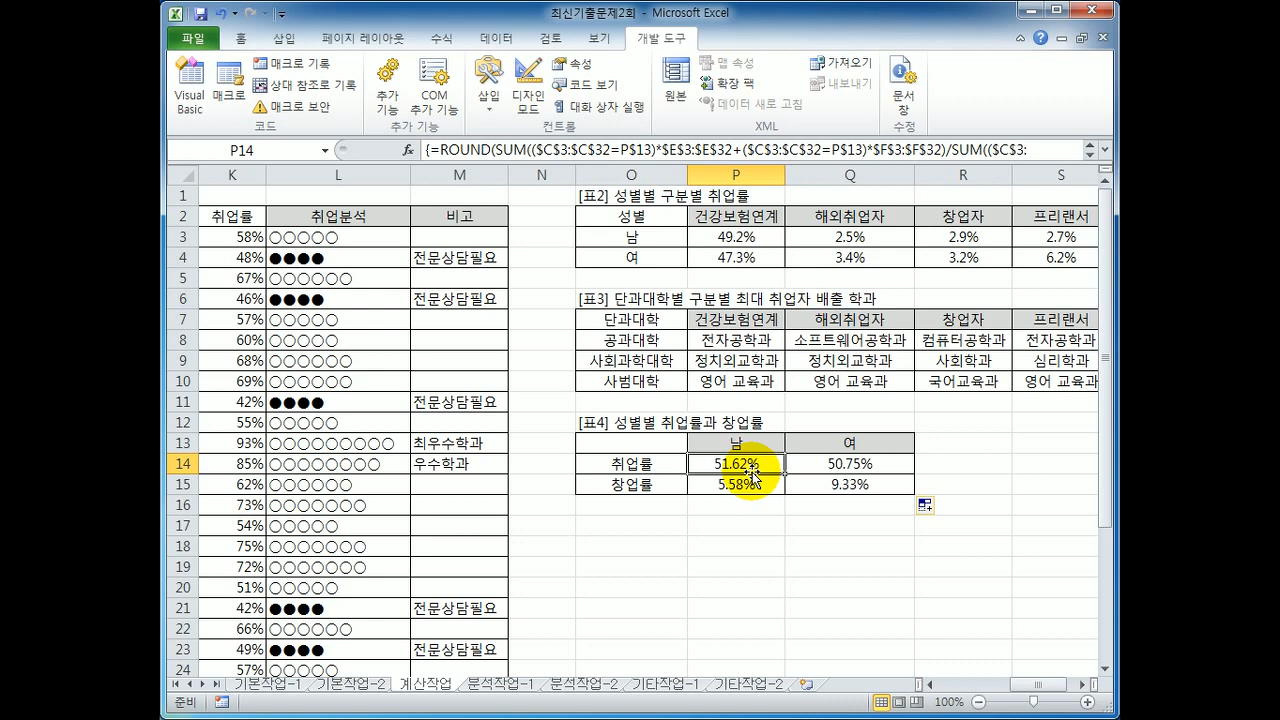 최신기출문제2회 - Microsoft Excel
파일 홈 삽입 페이지 레이아웃 수식 데이터 검토 보기 개발 도구
Visual Basic
매크로
매크로 기록
상대 참조로 기록
매크로 보안
코드
추가 기능
COM 추가 기능
추가 기능
삽입
디자인 모드
속성
코드 보기
대화 상자 실행
컨트롤
원본
맵 속성
확장 팩
데이터 새로 고침
가져오기
내보내기
XML
문서 창
수정
P14 fx {=ROUND(SUM(($C$3:$C$32=P$13)*$E$3:$E$32+($C$3:$C$32=P$13)*$F$3:$F$32)/SUM(($C$3:
K L M N O P Q R S
1 [표2] 성별별 구분별 취업률
2 취업률 취업분석 비고 성별 건강보험연계 해외취업자 창업자 프리랜서
3 58% ○○○○○ 남 49.2% 2.5% 2.9% 2.7%
4 48% ●●●● 전문상담필요 여 47.3% 3.4% 3.2% 6.2%
5 67% ○○○○○○
6 46% ●●●● 전문상담필요 [표3] 단과대학별 구분별 최대 취업자 배출 학과
7 57% ○○○○○ 단과대학 건강보험연계 해외취업자 창업자 프리랜서
8 60% ○○○○○○ 공과대학 전자공학과 소프트웨어공학과 컴퓨터공학과 전자공학과
9 68% ○○○○○○ 사회과학대학 정치외교학과 정치외교학과 사회학과 심리학과
10 69% ○○○○○○ 사범대학 영어 교육과 영어 교육과 국어교육과 영어 교육과
11 42% ●●●● 전문상담필요
12 55% ○○○○○ [표4] 성별별 취업률과 창업률
13 93% ○○○○○○○○○ 최우수학과 남 여
14 85% ○○○○○○○○ 우수학과 취업률 51.62% 50.75%
15 62% ○○○○○○ 창업률 5.58% 9.33%
16 73% ○○○○○○○
17 54% ○○○○○
18 75% ○○○○○○○
19 72% ○○○○○○○
20 51% ○○○○○
21 42% ●●●● 전문상담필요
22 66% ○○○○○○
23 49% ●●●● 전문상담필요
24 57% ○○○○○
기본작업-1 기본작업-2 계산작업 분석작업-1 분석작업-2 기타작업-1 기타작업-2
준비 100%